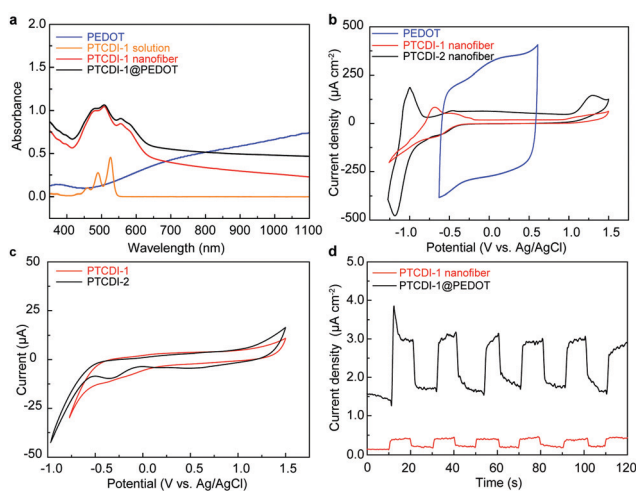 a
PEDOT
PTCDI-1 solution
PTCDI-1 nanofiber
PTCDI-1@PEDOT
2.0
1.5
1.0
0.5
0.0
Absorbance
400 500 600 700 800 900 1000 1100
Wavelength (nm)
b
PEDOT
PTCDI-1 nanofiber
PTCDI-2 nanofiber
500
250
0
-250
-500
Current density (μA cm-2)
-1.0 -0.5 0.0 0.5 1.0 1.5
Potential (V vs. Ag/AgCl)
c
PTCDI-1
PTCDI-2
50
25
0
-25
-50
Current (μA)
-1.0 -0.5 0.0 0.5 1.0 1.5
Potential (V vs. Ag/AgCl)
d
PTCDI-1 nanofiber
PTCDI-1@PEDOT
5.0
4.0
3.0
2.0
1.0
0.0
Current density (μA cm-2)
0 20 40 60 80 100 120
Time (s)